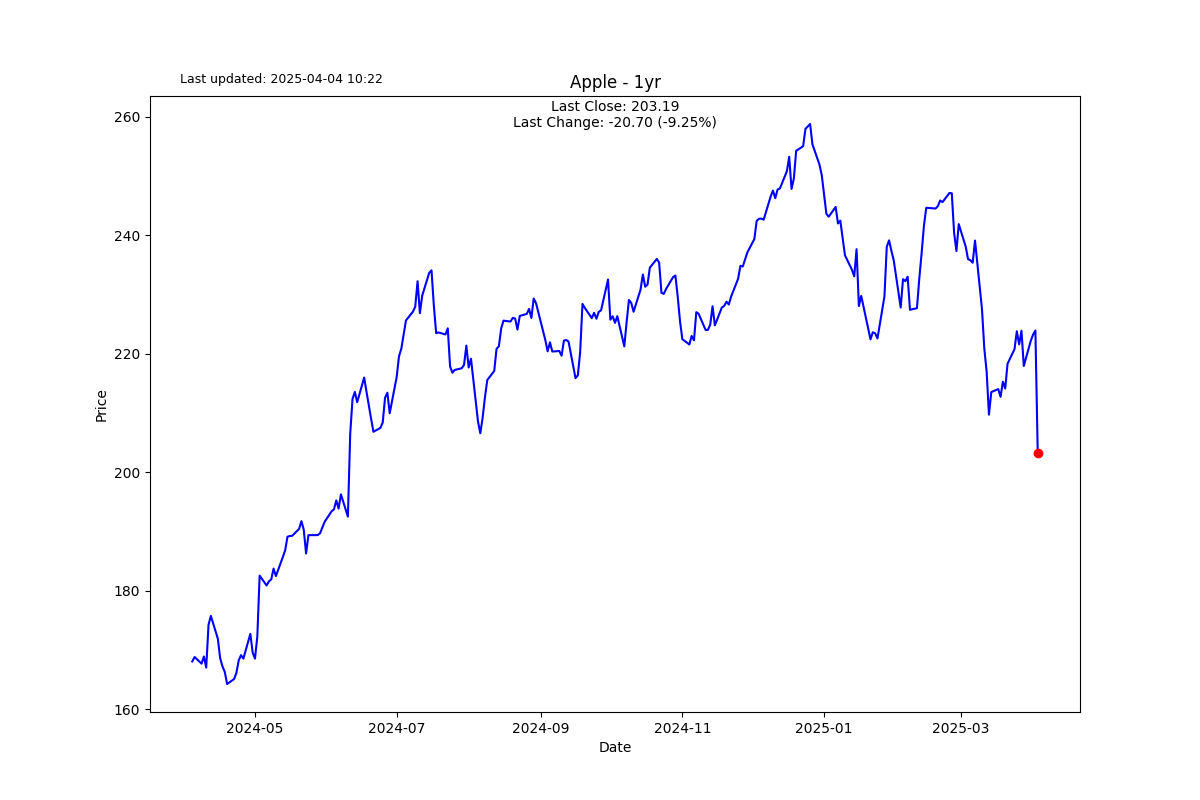 Last updated: 2025-04-04 10:22
Apple - 1yr
Last Close: 203.19
Last Change: -20.70 (-9.25%)
260
240
220
200
180
160
Price
2024-05
2024-07
2024-09
2024-11
2025-01
2025-03
Date